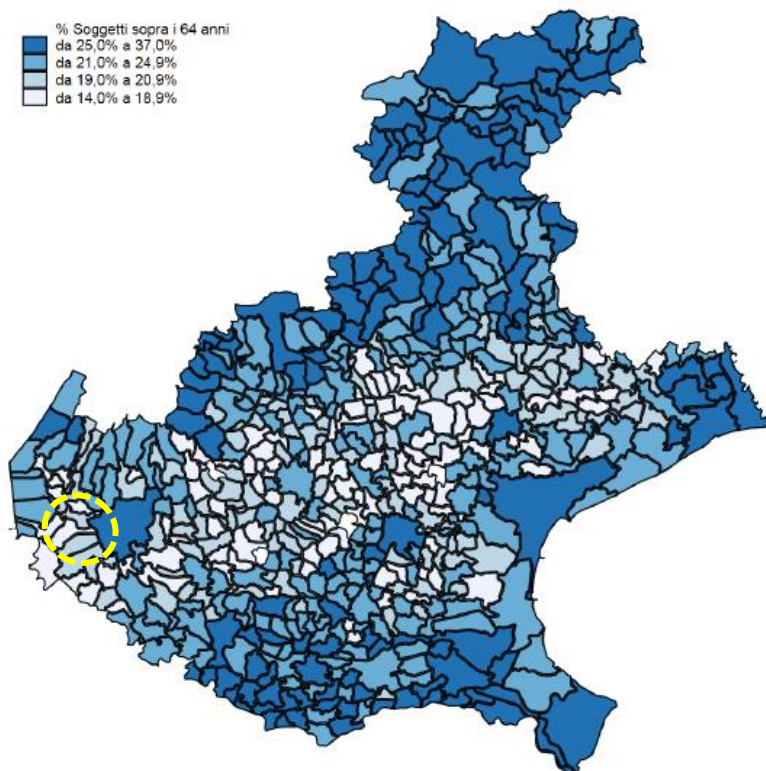 % Soggetti sopra i 64 anni
da 25,0% a 37,0%
da 21,0% a 24,9%
da 19,0% a 20,9%
da 14,0% a 18,9%